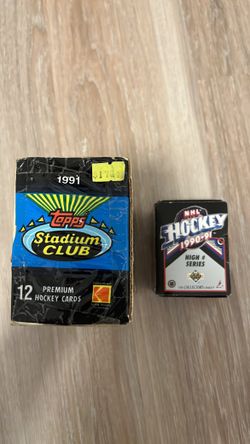 1991
Topps
Stadium
CLUB
12 PREMIUM
HOCKEY CARDS
NHL
HOCKEY
1990-91
HIGH #
SERIES